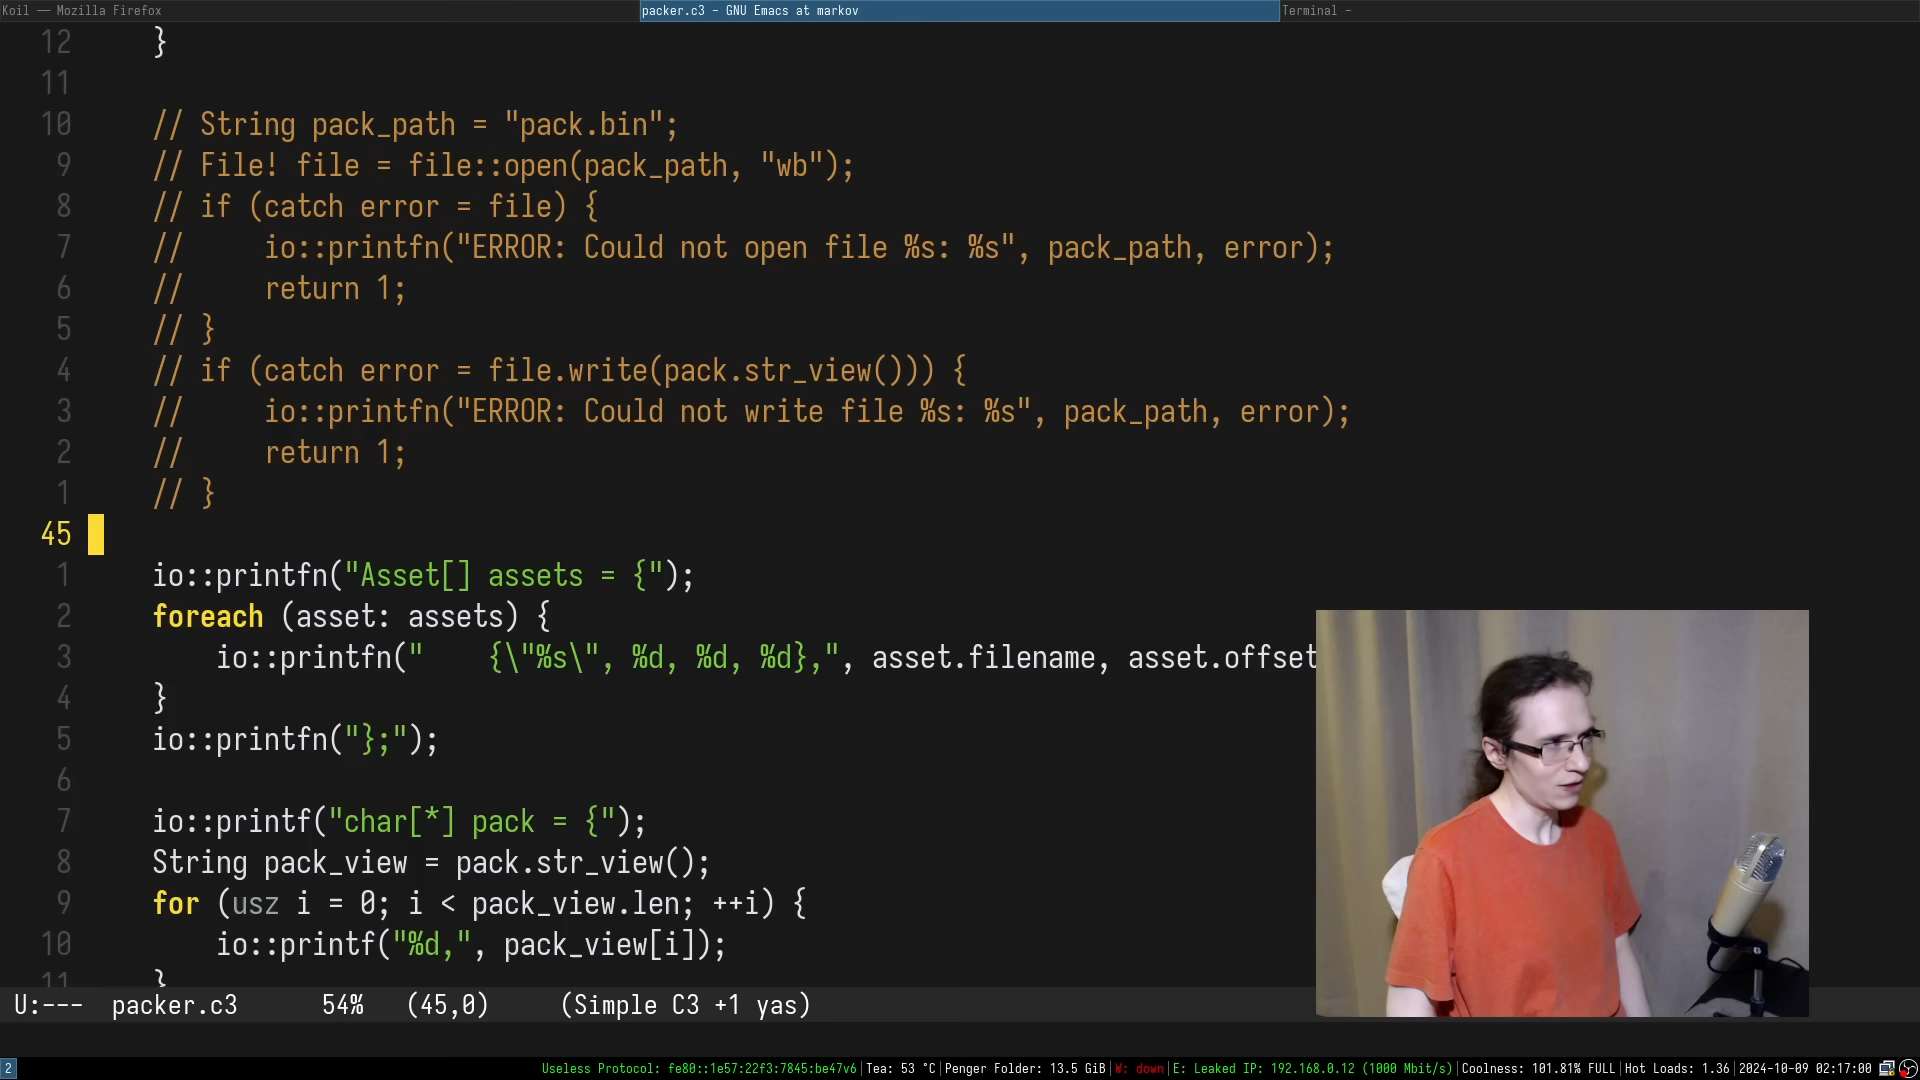 Koil — Mozilla Firefox
packer.c3 - GNU Emacs at markov
Terminal -
12 }
11
10 // String pack_path = "pack.bin";
9 // File! file = file::open(pack_path, "wb");
8 // if (catch error = file) {
7 // io::printfn("ERROR: Could not open file %s: %s", pack_path, error);
6 // return 1;
5 // }
4 // if (catch error = file.write(pack.str_view())) {
3 // io::printfn("ERROR: Could not write file %s: %s", pack_path, error);
2 // return 1;
1 // }
45
1 io::printfn("Asset[] assets = {");
2 foreach (asset: assets) {
3 io::printfn("    {\"%s\", %d, %d, %d},", asset.filename, asset.offset
4 }
5 io::printfn("};");
6
7 io::printf("char[*] pack = {");
8 String pack_view = pack.str_view();
9 for (usz i = 0; i < pack_view.len; ++i) {
10 io::printf("%d,", pack_view[i]);
11 }
U:--- packer.c3 54% (45,0) (Simple C3 +1 yas)
2 Useless Protocol: fe80::1e57:22f3:7845:be47v6|Tea: 53 °C|Penger Folder: 13.5 GiB|W: down|E: Leaked IP: 192.168.0.12 (1000 Mbit/s)|Coolness: 101.81% FULL|Hot Loads: 1.36|2024-10-09 02:17:00